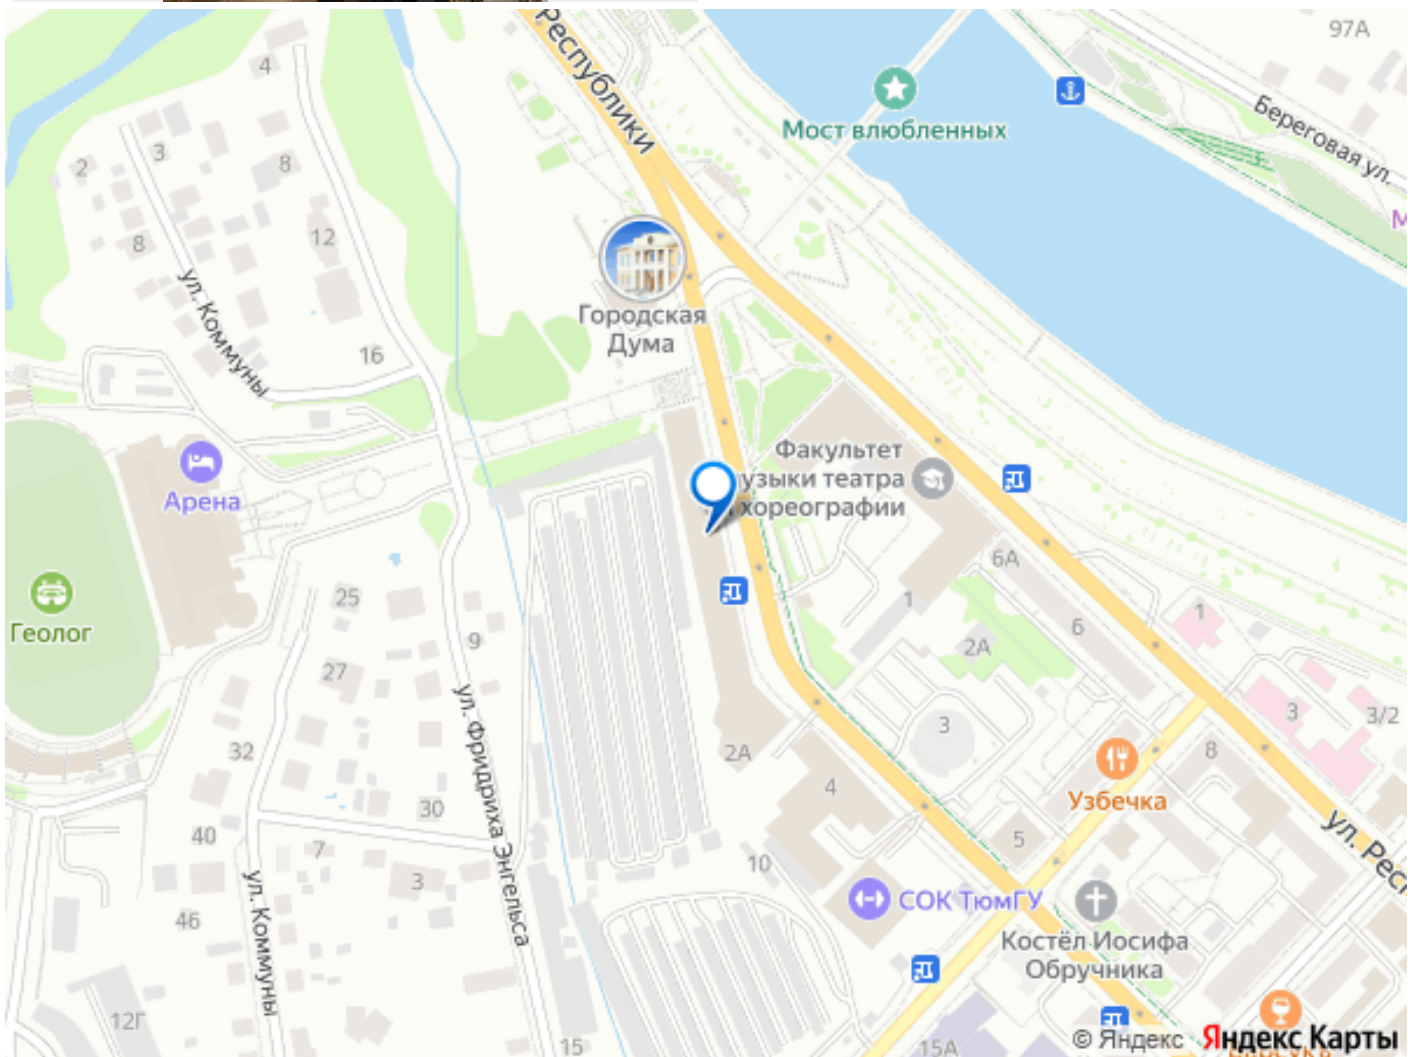 97А
4
Республики
Береговая ул.
Мост влюбленных
2
3
8
8
12
ул. Коммуны
Городская
Дума
16
Факультет
узыки театра
хореографии
Арена
6А
25
1
6
1
Геолог
9
2А
27
3
3
3/2
32
ул. Фридриха Энгельса
2А
8
4
Узбечка
30
40
7
5
ул. Рес
10
3
СОК ТюмГУ
46
ул. Коммуны
Костёл Иосифа
Обручника
12Г
15
15А
© Яндекс Яндекс Карты